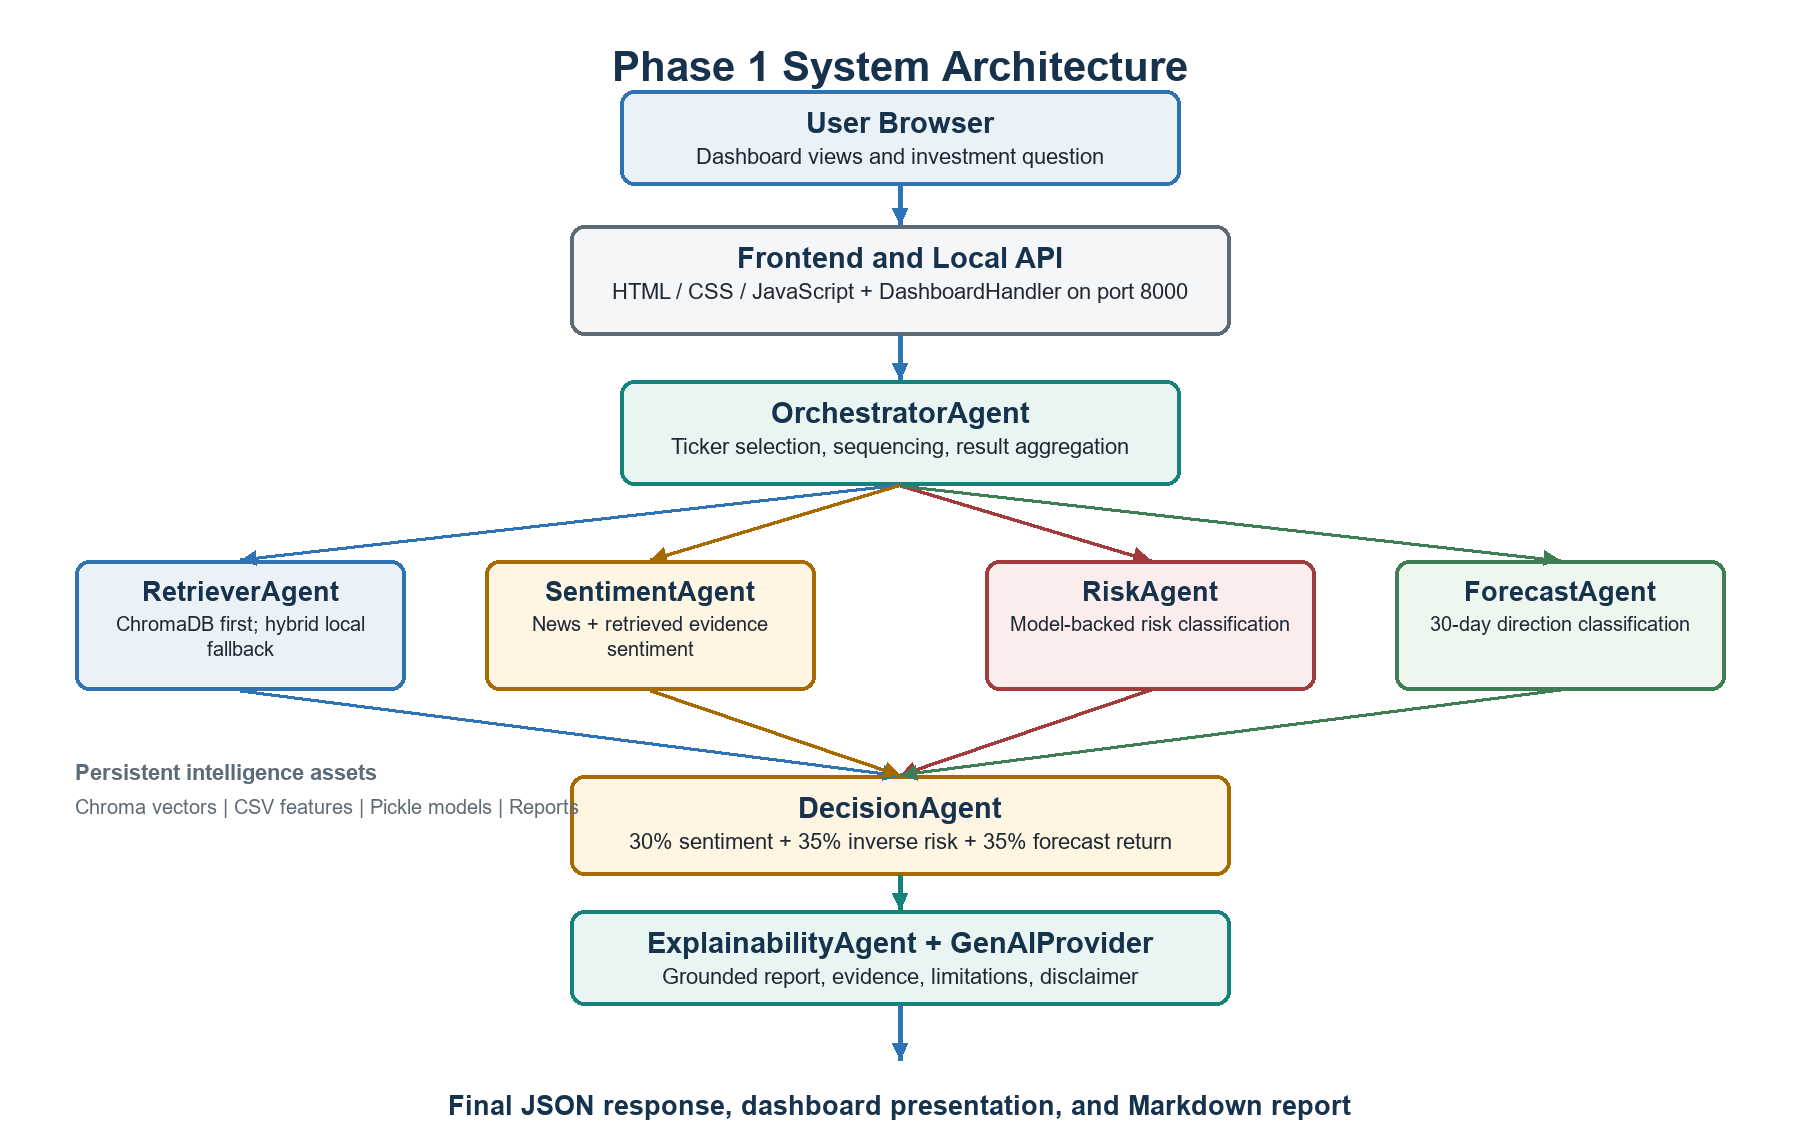 Phase 1 System Architecture
User Browser
Dashboard views and investment question
Frontend and Local API
HTML / CSS / JavaScript + DashboardHandler on port 8000
OrchestratorAgent
Ticker selection, sequencing, result aggregation
RetrieverAgent
ChromaDB first; hybrid local
fallback
SentimentAgent
News + retrieved evidence
sentiment
RiskAgent
Model-backed risk classification
ForecastAgent
30-day direction classification
Persistent intelligence assets
Chroma vectors | CSV features | Pickle models | Reports
DecisionAgent
30% sentiment + 35% inverse risk + 35% forecast return
ExplainabilityAgent + GenAIProvider
Grounded report, evidence, limitations, disclaimer
Final JSON response, dashboard presentation, and Markdown report